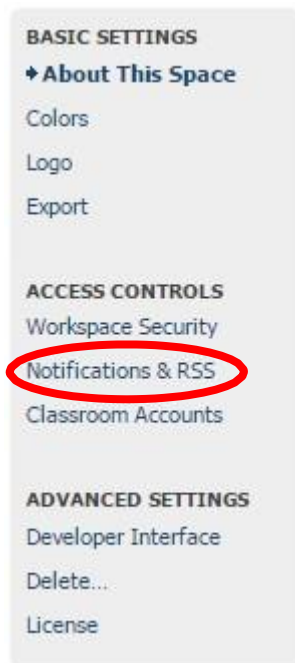 BASIC SETTINGS
➧About This Space
Colors
Logo
Export
ACCESS CONTROLS
Workspace Security
Notifications & RSS
Classroom Accounts
ADVANCED SETTINGS
Developer Interface
Delete...
License